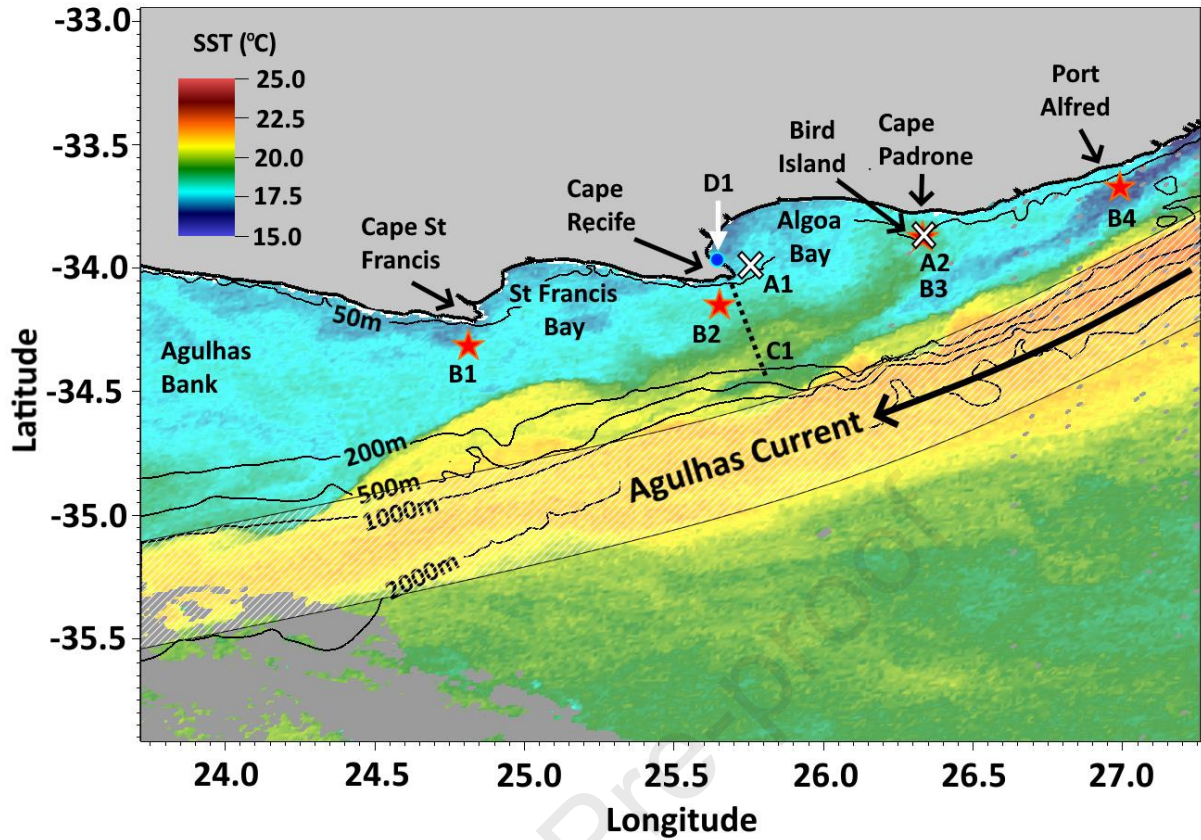 -33.0
-33.5
-34.0
-34.5
-35.0
-35.5
Latitude
SST (°C)
25.0
22.5
20.0
17.5
15.0
Port
Alfred
Bird
Island
Cape
Padrone
D1
Cape
Recife
Cape St
Francis
Algoa
Bay
B4
A2
B3
A1
St Francis
Bay
50m
B2
Agulhas
Bank
B1
C1
200m
500m
1000m
2000m
Agulhas Current
Pre-proof
24.0
24.5
25.0
25.5
26.0
26.5
27.0
Longitude